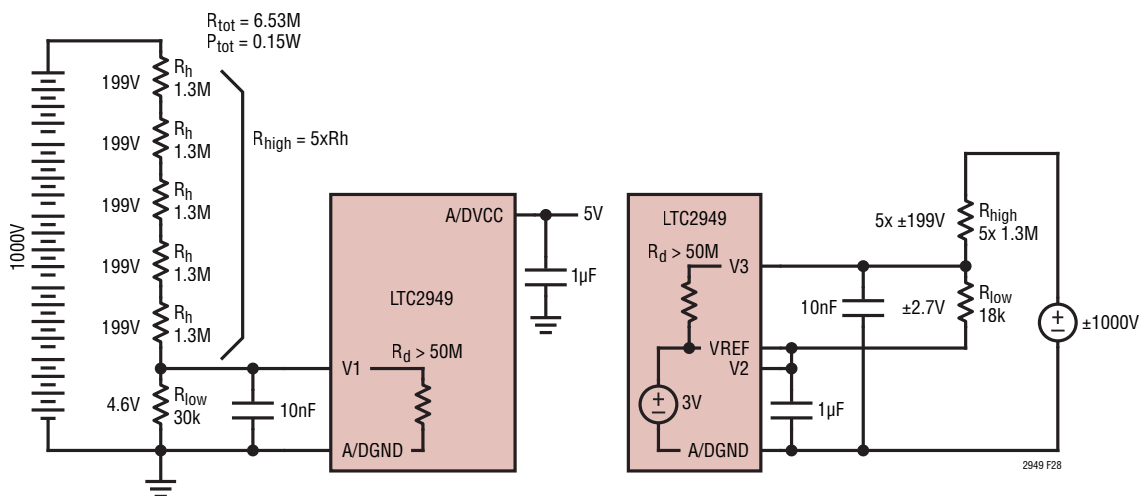 Rtot = 6.53M
Ptot = 0.15W
1000V
199V
Rh
1.3M
199V
Rh
1.3M
199V
Rh
1.3M
199V
Rh
1.3M
199V
Rh
1.3M
Rhigh = 5xRh
4.6V
Rlow
30k
10nF
A/DVCC
5V
1µF
LTC2949
V1
Rd > 50M
A/DGND
LTC2949
Rd > 50M
V3
VREF
V2
3V
A/DGND
5x ±199V
Rhigh
5x 1.3M
10nF
±2.7V
Rlow
18k
1µF
±1000V
2949 F28